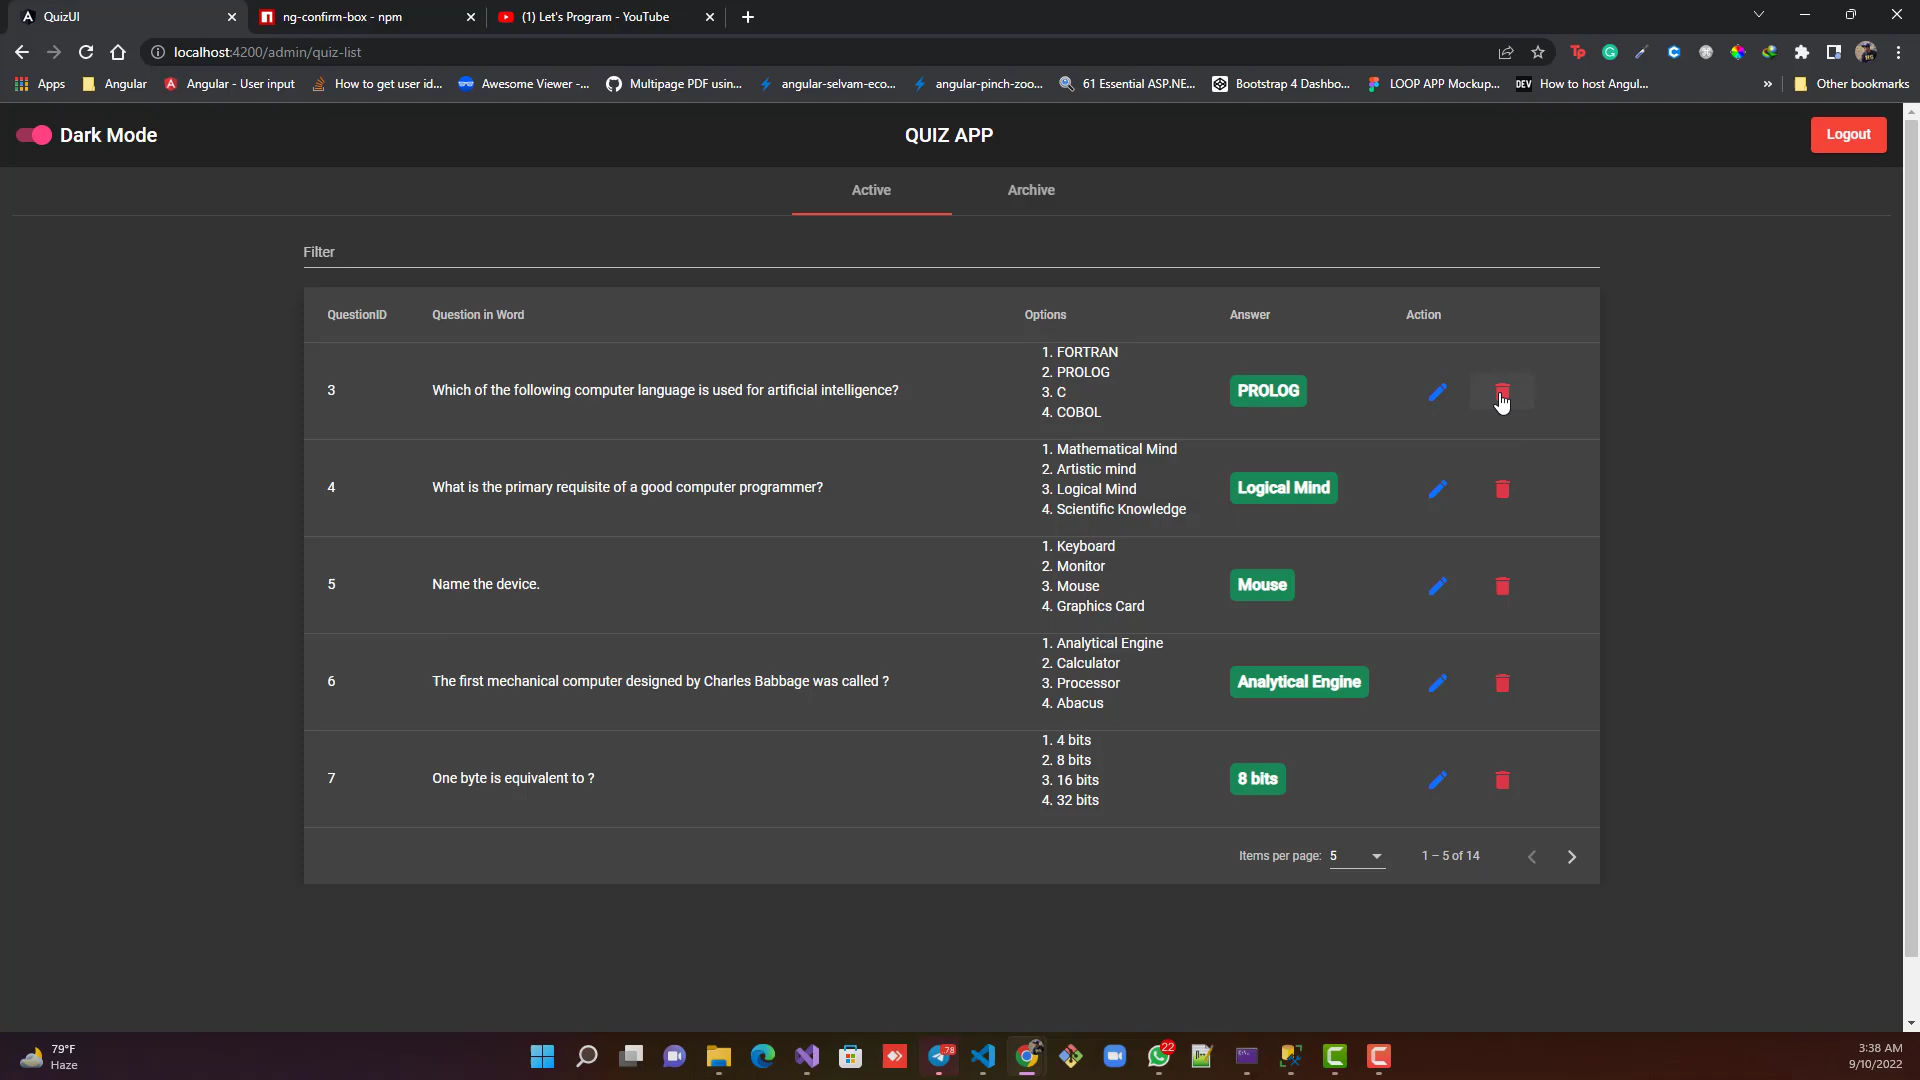 QuizUI
ng-confirm-box - npm
(1) Let's Program - YouTube
localhost:4200/admin/quiz-list
Apps
Angular
Angular - User input
How to get user id...
Awesome Viewer -...
Multipage PDF usin...
angular-selvam-eco...
angular-pinch-zoo...
61 Essential ASP.NE...
Bootstrap 4 Dashbo...
LOOP APP Mockup...
DEV
How to host Angul...
»
Other bookmarks
Dark Mode
QUIZ APP
Logout
Active
Archive
Filter
QuestionID
Question in Word
Options
Answer
Action
3
Which of the following computer language is used for artificial intelligence?
1. FORTRAN
2. PROLOG
3. C
4. COBOL
PROLOG
4
What is the primary requisite of a good computer programmer?
1. Mathematical Mind
2. Artistic mind
3. Logical Mind
4. Scientific Knowledge
Logical Mind
5
Name the device.
1. Keyboard
2. Monitor
3. Mouse
4. Graphics Card
Mouse
6
The first mechanical computer designed by Charles Babbage was called ?
1. Analytical Engine
2. Calculator
3. Processor
4. Abacus
Analytical Engine
7
One byte is equivalent to ?
1. 4 bits
2. 8 bits
3. 16 bits
4. 32 bits
8 bits
Items per page: 5
1 – 5 of 14
79°F
Haze
78
22
3:38 AM
9/10/2022